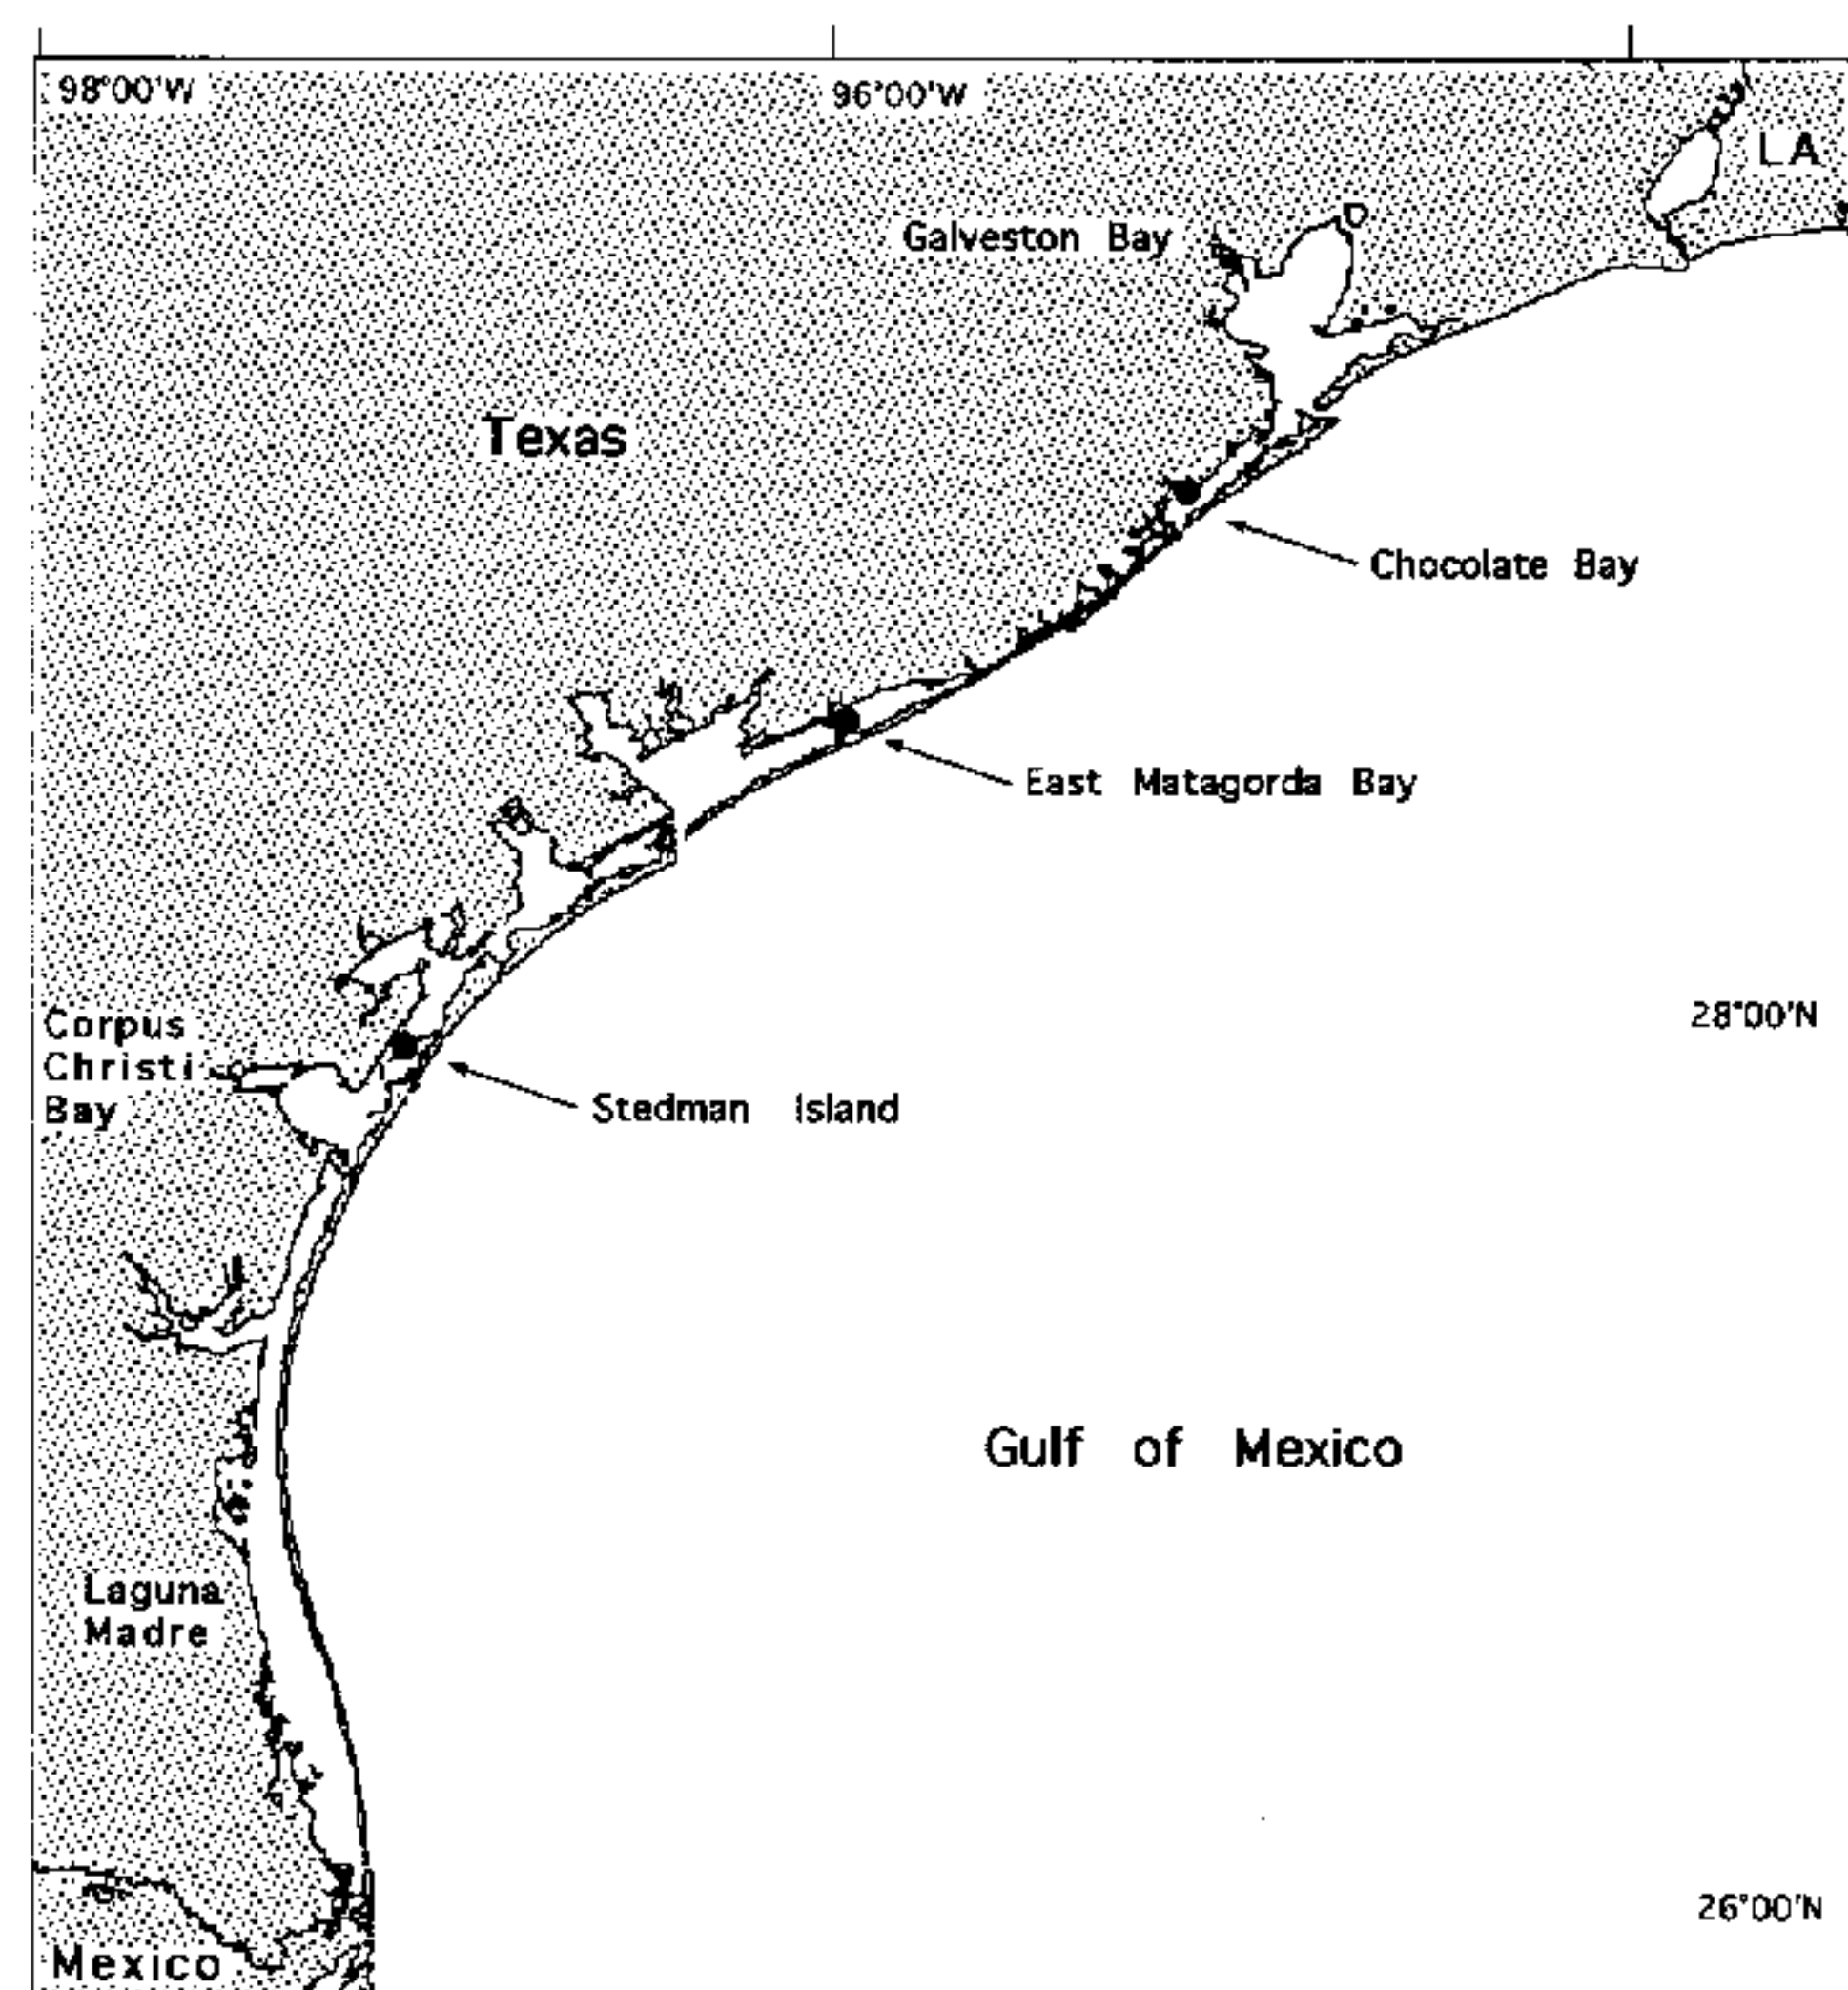 98°00'W
96°00'W
LA
Galveston Bay
Texas
Chocolate Bay
East Matagorda Bay
28°00'N
Corpus
Christi
Bay
Stedman Island
Gulf of Mexico
Laguna
Madre
26°00'N
Mexico